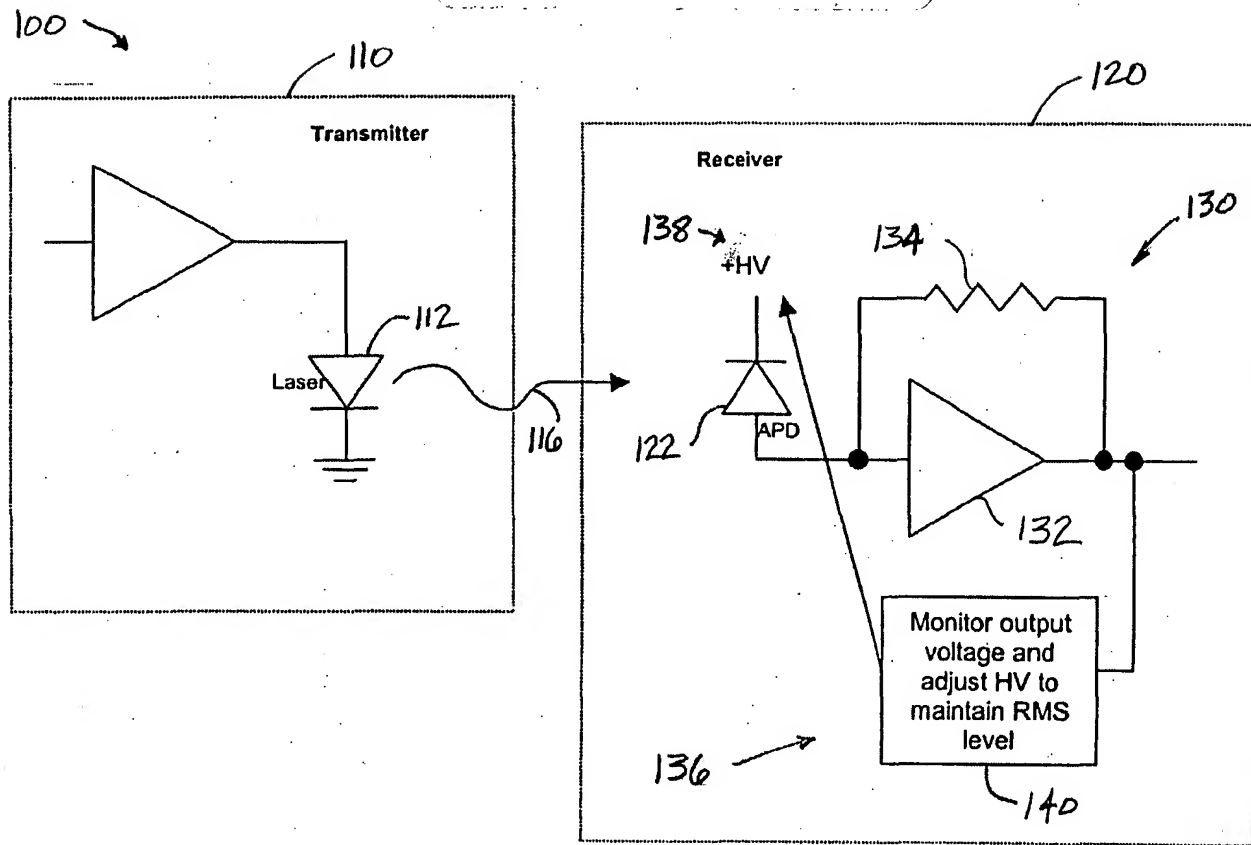 100
110
Transmitter
120
Receiver
130
138
134
+HV
112
Laser
116
122
APD
132
Monitor output
voltage and
adjust HV to
maintain RMS
level
136
140